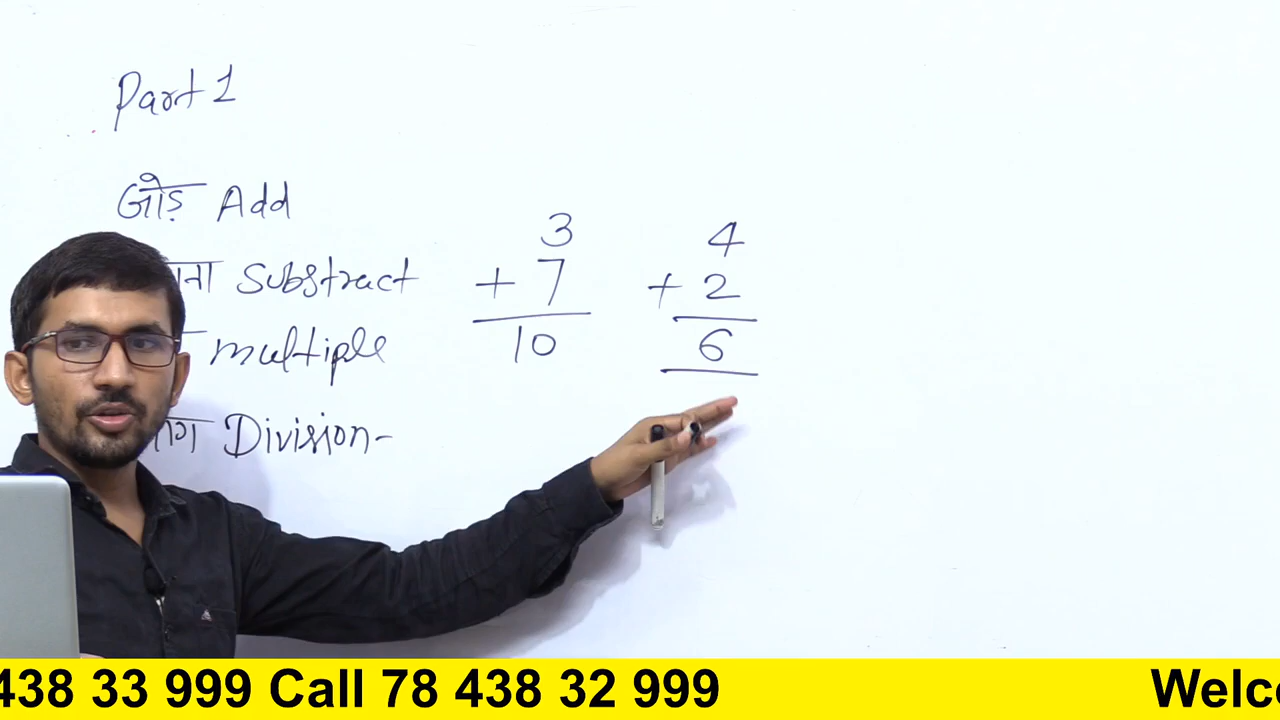 Part 1
जोड़ Add
Substract
multiple
Division-
3
+ 7
10
4
+ 2
6
438 33 999 Call 78 438 32 999
Welco